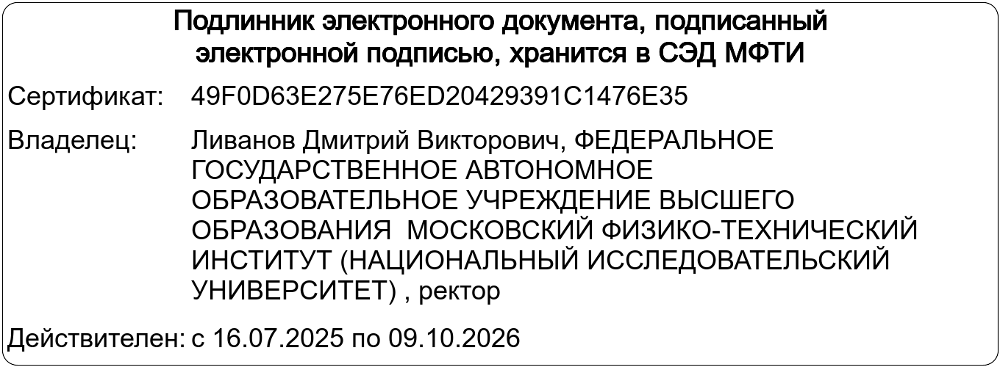 Подлинник электронного документа, подписанный
электронной подписью, хранится в СЭД МФТИ
Сертификат: 49F0D63E275E76ED20429391C1476E35
Владелец: Ливанов Дмитрий Викторович, ФЕДЕРАЛЬНОЕ
ГОСУДАРСТВЕННОЕ АВТОНОМНОЕ
ОБРАЗОВАТЕЛЬНОЕ УЧРЕЖДЕНИЕ ВЫСШЕГО
ОБРАЗОВАНИЯ  МОСКОВСКИЙ ФИЗИКО-ТЕХНИЧЕСКИЙ
ИНСТИТУТ (НАЦИОНАЛЬНЫЙ ИССЛЕДОВАТЕЛЬСКИЙ
УНИВЕРСИТЕТ) , ректор
Действителен: с 16.07.2025 по 09.10.2026